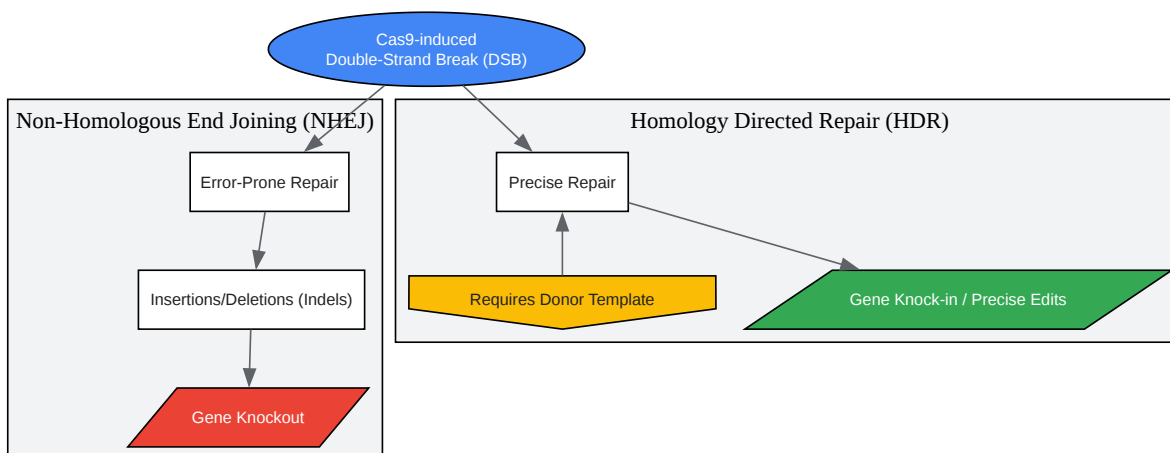 Cas9-induced
Double-Strand Break (DSB)
Non-Homologous End Joining (NHEJ)
Error-Prone Repair
Insertions/Deletions (Indels)
Gene Knockout
Homology Directed Repair (HDR)
Precise Repair
Requires Donor Template
Gene Knock-in / Precise Edits